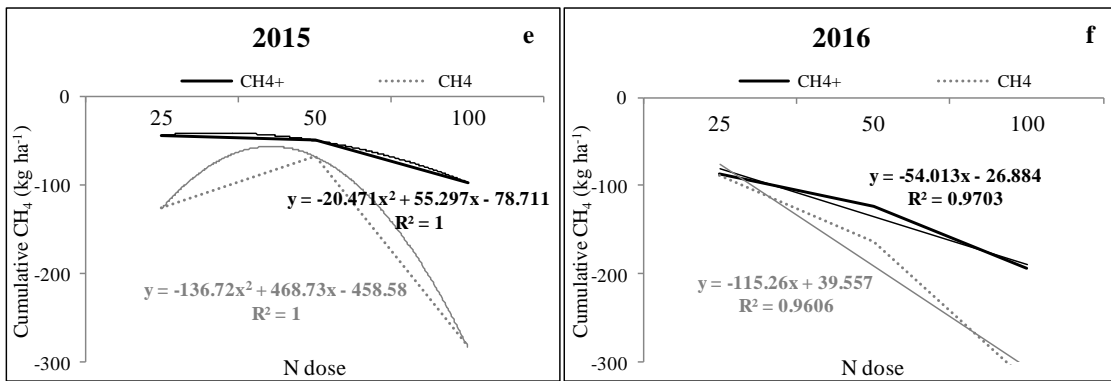 2015
e
CH4+
CH4
0
-100
-200
-300
25
50
100
Cumulative CH₄ (kg ha⁻¹)
y = -20.471x² + 55.297x - 78.711
R² = 1
y = -136.72x² + 468.73x - 458.58
R² = 1
N dose
2016
f
CH4+
CH4
0
-100
-200
-300
25
50
100
Cumulative CH₄ (kg ha⁻¹)
y = -54.013x - 26.884
R² = 0.9703
y = -115.26x + 39.557
R² = 0.9606
N dose